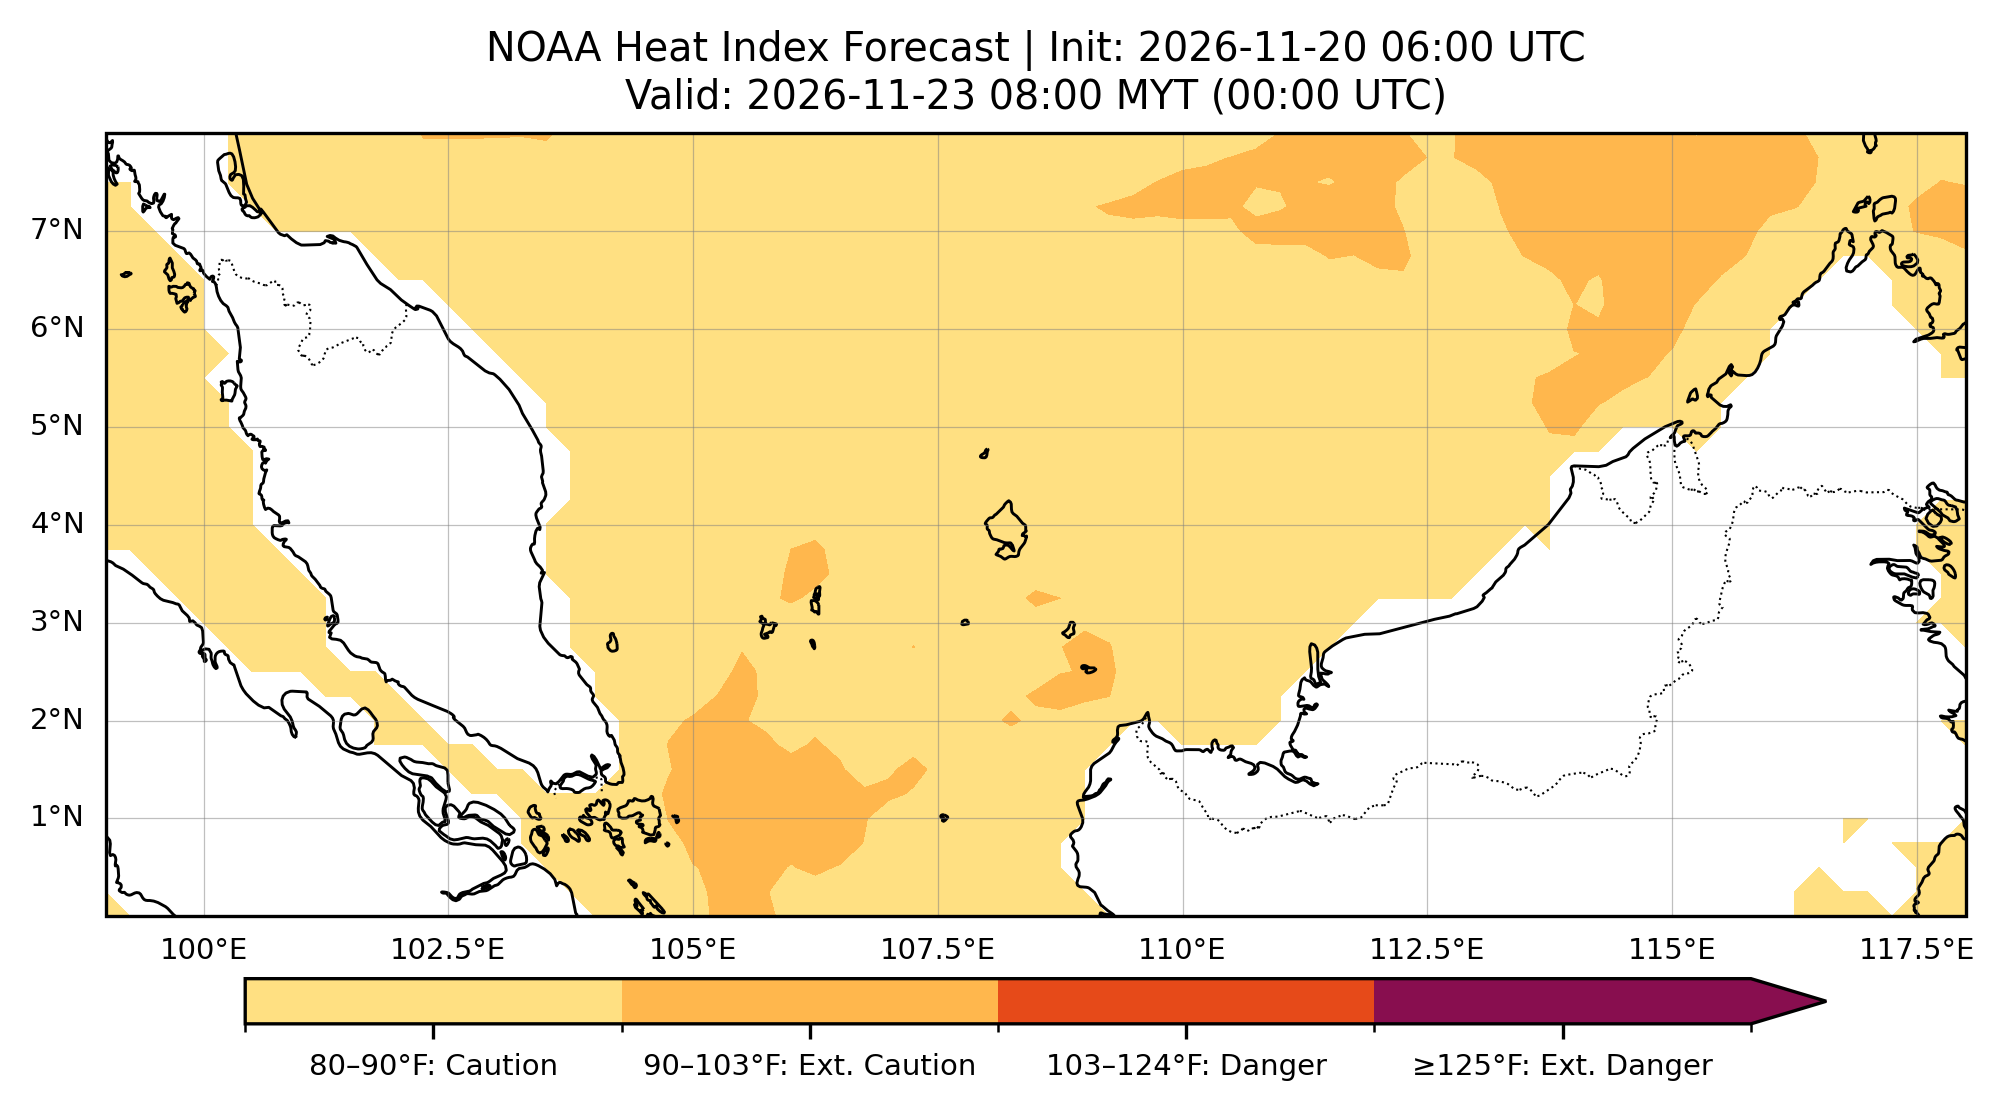 NOAA Heat Index Forecast | Init: 2026-11-20 06:00 UTC
Valid: 2026-11-23 08:00 MYT (00:00 UTC)
7°N
6°N
5°N
4°N
3°N
2°N
1°N
100°E
102.5°E
105°E
107.5°E
110°E
112.5°E
115°E
117.5°E
80–90°F: Caution
90–103°F: Ext. Caution
103–124°F: Danger
≥125°F: Ext. Danger